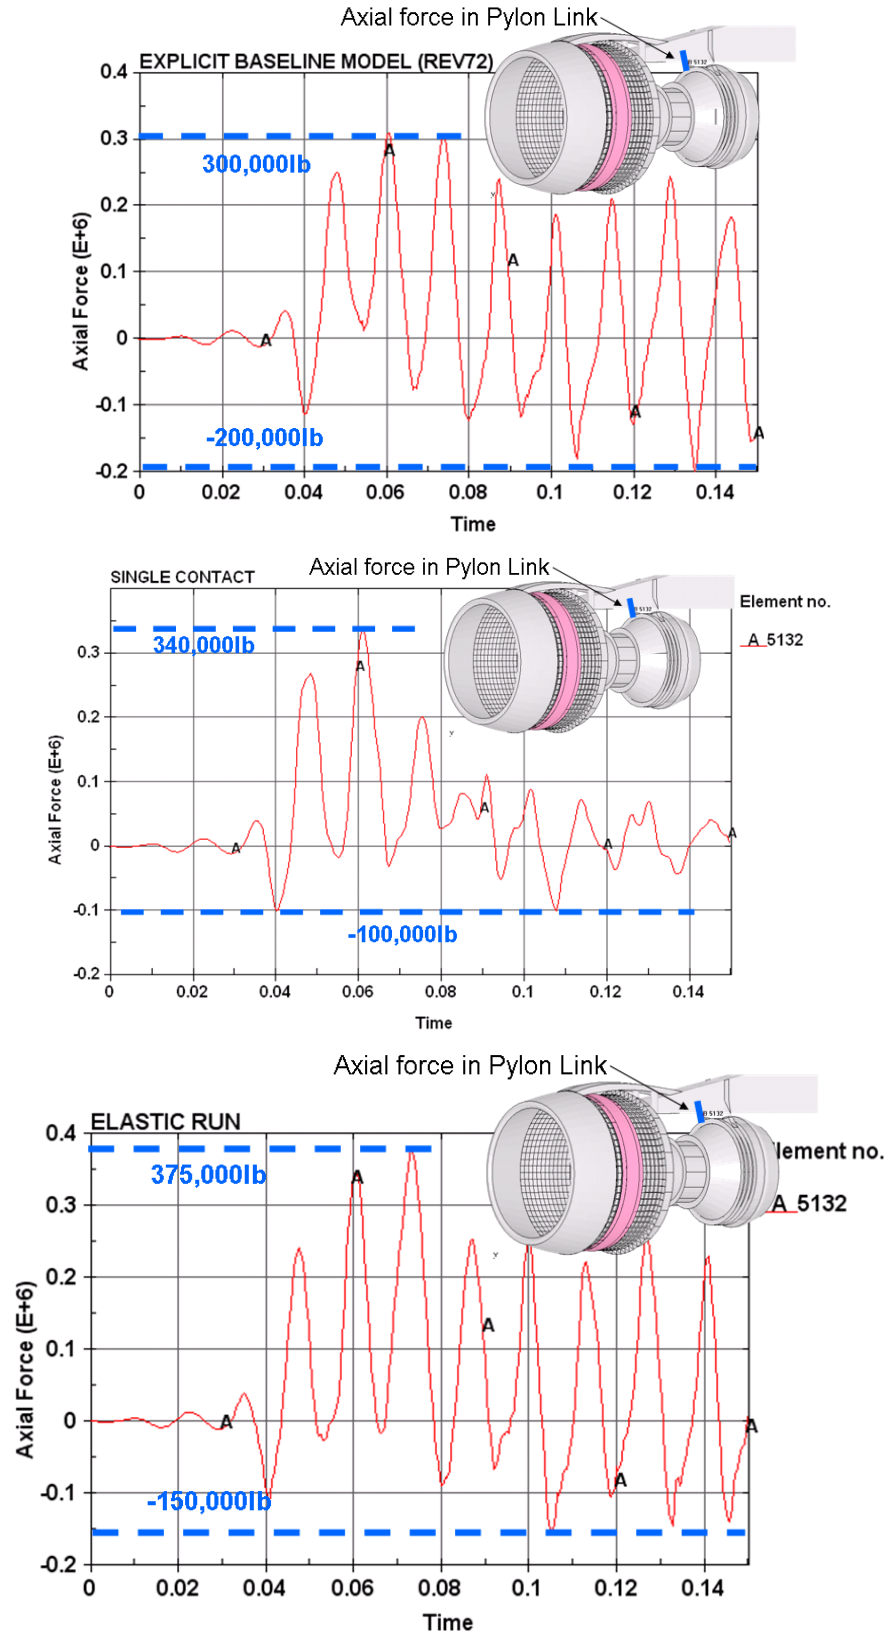 Axial force in Pylon Link
EXPLICIT BASELINE MODEL (REV72)
5132
0.4
0.3
300,000lb
A
0.2
y
Axial Force (E+6)
0.1
A
0
A
-0.1
A
-200,000lb
A
-0.2
0 0.02 0.04 0.06 0.08 0.1 0.12 0.14
Time
Axial force in Pylon Link
SINGLE CONTACT
Element no.
5132
340,000lb
A 5132
0.3
A
0.2
y
Axial Force (E+6)
0.1
A
0
A
A
A
-0.1
-100,000lb
-0.2
0 0.02 0.04 0.06 0.08 0.1 0.12 0.14
Time
Axial force in Pylon Link
ELASTIC RUN
5132
0.4
lement no.
375,000lb
A
0.3
A 5132
0.2
y
Axial Force (E+6)
0.1
A
0
A
A
-0.1
A
-150,000lb
-0.2
0 0.02 0.04 0.06 0.08 0.1 0.12 0.14
Time